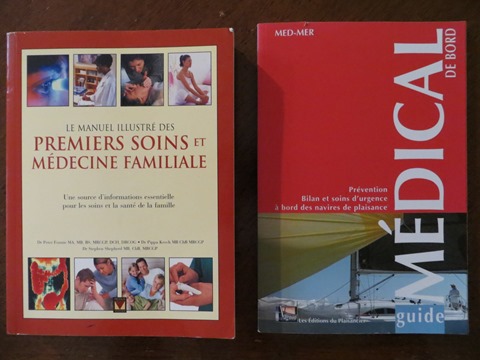 LE MANUEL ILLUSTRÉ DES
PREMIERS SOINS ET
MÉDECINE FAMILIALE
Une source d'informations essentielle
pour les soins et la santé de la famille
MED-MER
guide MÉDICAL
DE BORD
Prévention
Bilan et soins d'urgence
à bord des navires de plaisance
Les Éditions du Plaisancier